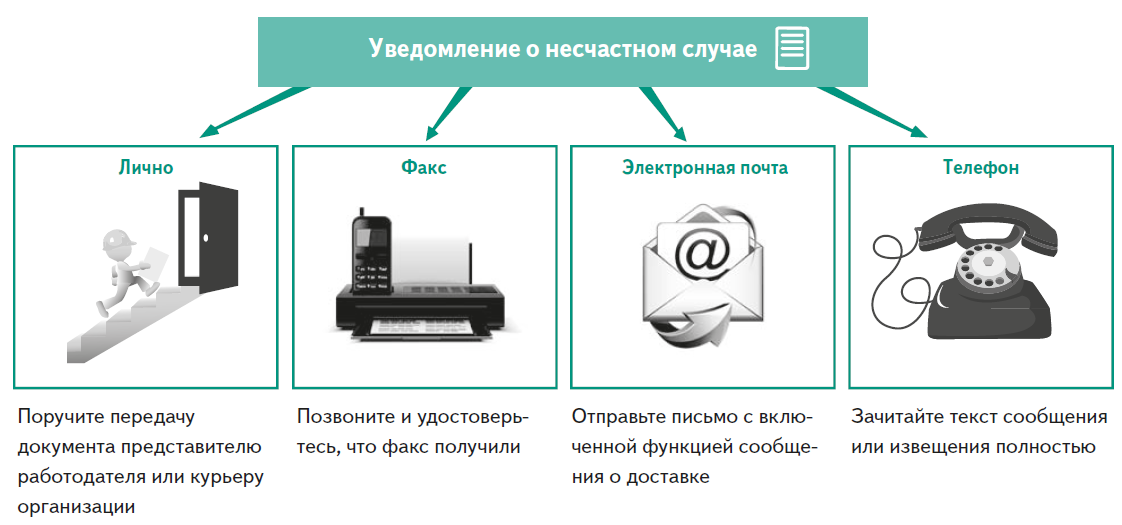 Уведомление о несчастном случае
Лично
Факс
Электронная почта
Телефон
Поручите передачу
документа представителю
работодателя или курьеру
организации
Позвоните и удостоверь-
тесь, что факс получили
Отправьте письмо с вклю-
ченной функцией сообще-
ния о доставке
Зачитайте текст сообщения
или извещения полностью